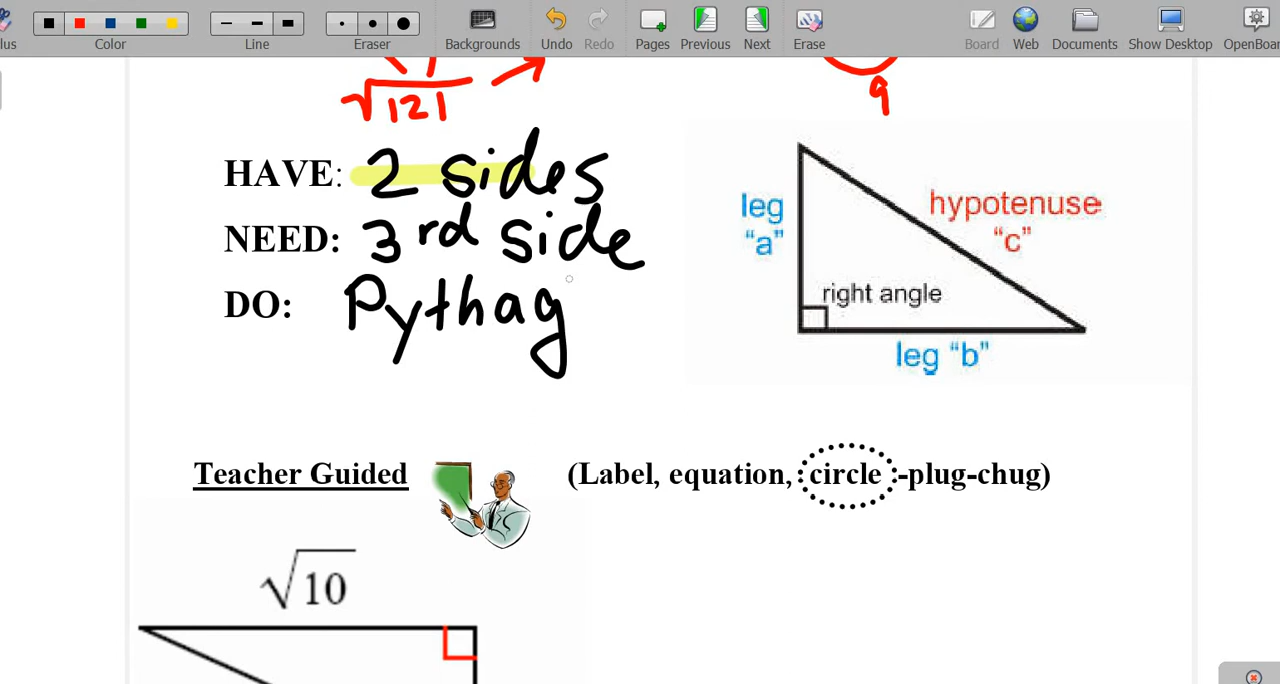 lus
Color
Line
Eraser
Backgrounds
Undo
Redo
Pages
Previous
Next
Erase
Board
Web
Documents
Show Desktop
OpenBoar
√121
9
HAVE: 2 sides
NEED: 3rd side
DO: Pythag
leg
"a"
hypotenuse
"c"
right angle
leg "b"
Teacher Guided
(Label, equation, circle -plug-chug)
√10